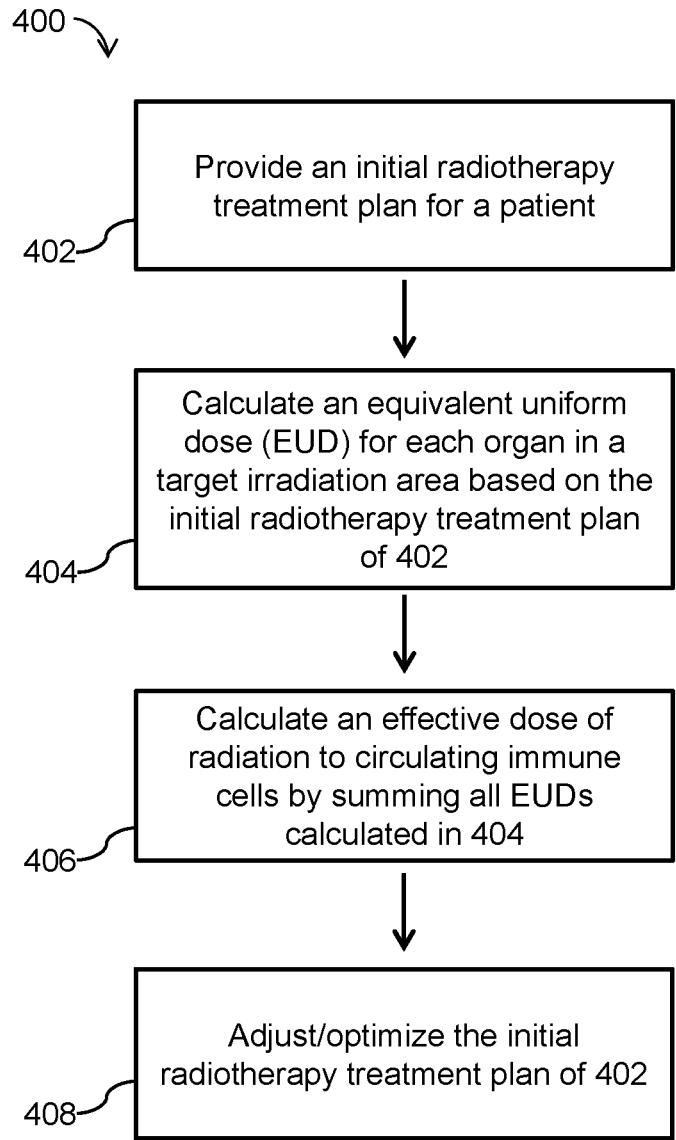 400
Provide an initial radiotherapy
treatment plan for a patient
402
Calculate an equivalent uniform
dose (EUD) for each organ in a
target irradiation area based on the
initial radiotherapy treatment plan
of 402
404
Calculate an effective dose of
radiation to circulating immune
cells by summing all EUDs
calculated in 404
406
Adjust/optimize the initial
radiotherapy treatment plan of 402
408